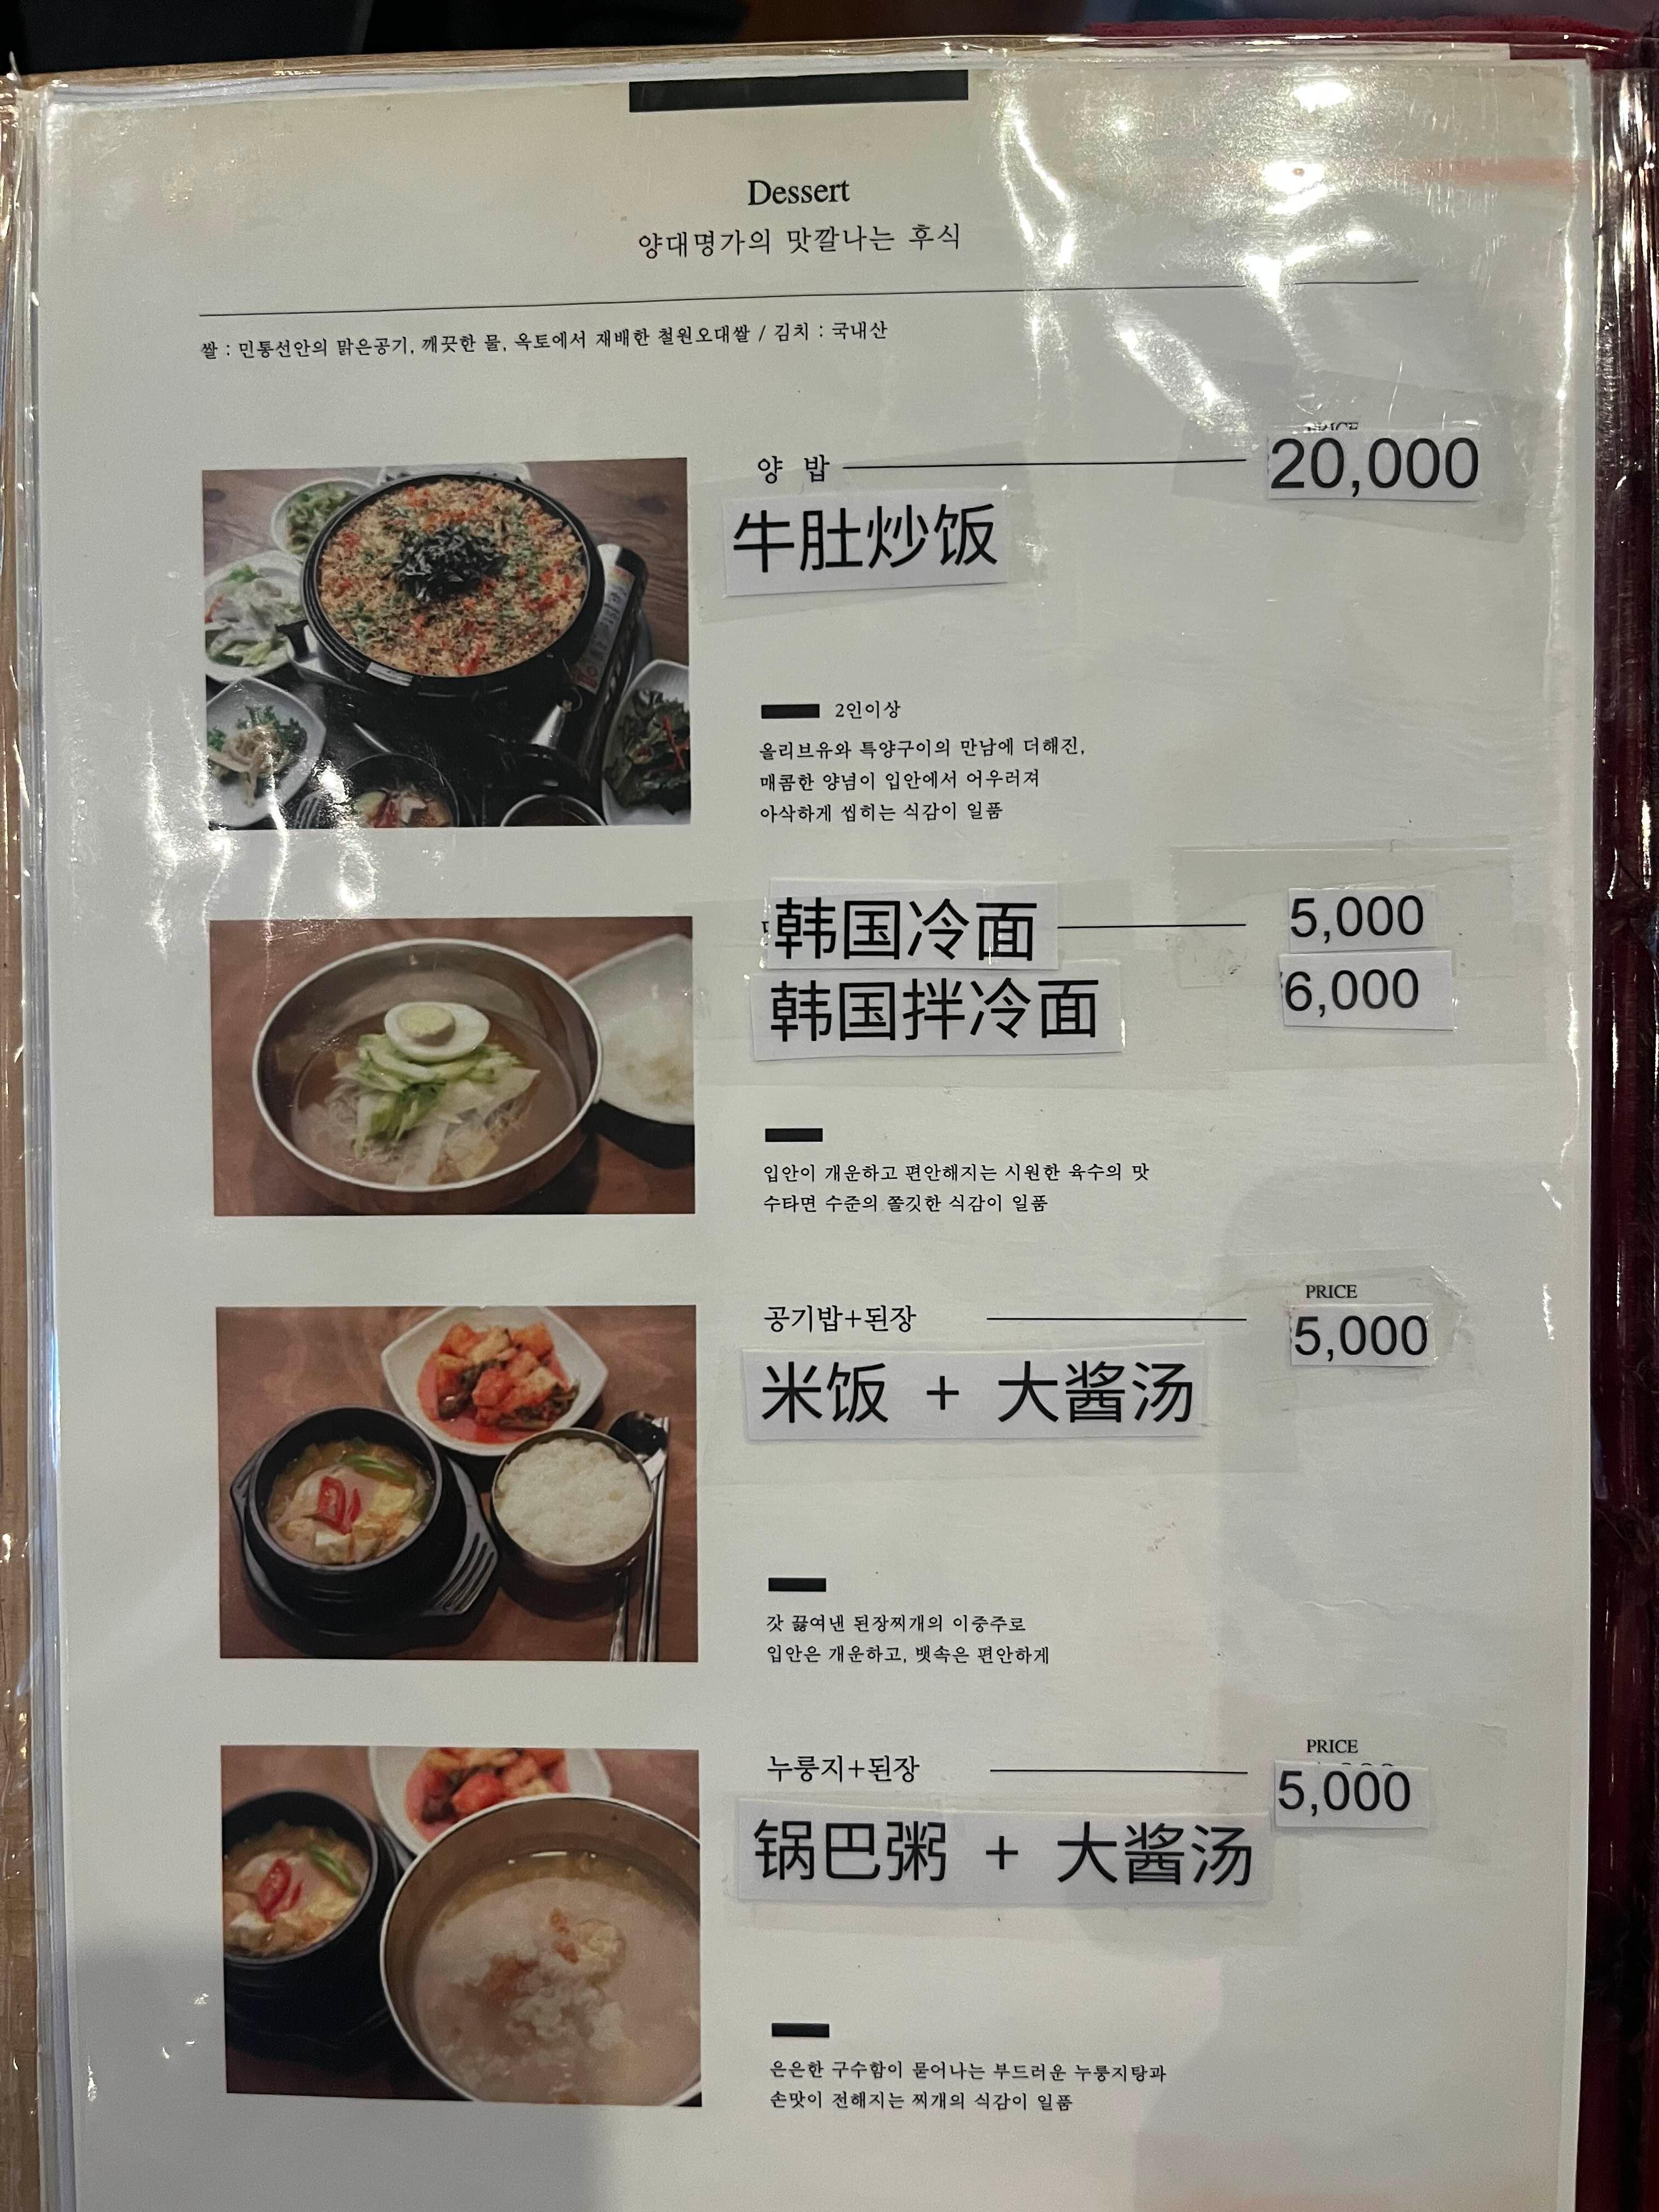 Dessert
양대명가의 맛깔나는 후식
쌀 : 민통선안의 맑은공기, 깨끗한 물, 옥토에서 재배한 철원오대쌀 / 김치 : 국내산
PRICE
양 밥 20,000
牛肚炒饭
2인이상
올리브유와 특양구이의 만남에 더해진,
매콤한 양념이 입안에서 어우러져
아삭하게 씹히는 식감이 일품
韩国冷面 5,000
韩国拌冷面 6,000
입안이 개운하고 편안해지는 시원한 육수의 맛
수타면 수준의 쫄깃한 식감이 일품
PRICE
공기밥+된장 5,000
米饭 + 大酱汤
갓 끓여낸 된장찌개의 이중주로
입안은 개운하고, 뱃속은 편안하게
PRICE
누룽지+된장 5,000
锅巴粥 + 大酱汤
은은한 구수함이 묻어나는 부드러운 누룽지탕과
손맛이 전해지는 찌개의 식감이 일품